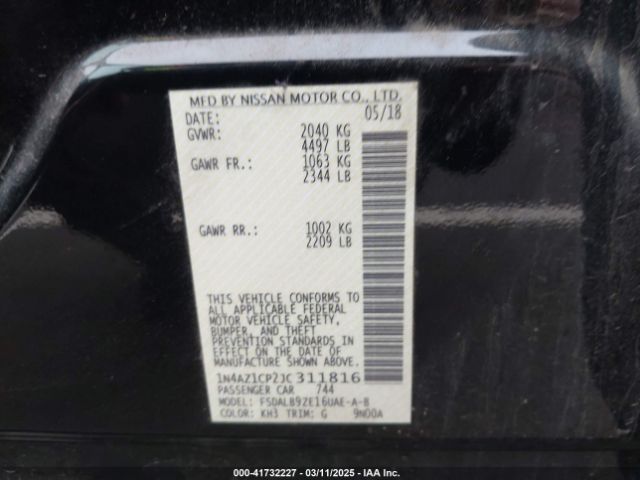 MFD BY NISSAN MOTOR CO., LTD.
DATE: 05/18
GVWR: 2040 KG
4497 LB
GAWR FR.: 1063 KG
2344 LB
GAWR RR.: 1002 KG
2209 LB
THIS VEHICLE CONFORMS TO
ALL APPLICABLE FEDERAL
MOTOR VEHICLE SAFETY,
BUMPER, AND THEFT
PREVENTION STANDARDS IN
EFFECT ON THE DATE OF
MANUFACTURE SHOWN ABOVE.
1N4AZ1CP2JC311816
PASSENGER CAR 744
MODEL: FSDALB9ZE16UAE-A-B
COLOR: KH3 TRIM: G 9N00A
000-41732227 - 03/11/2025 - IAA Inc.